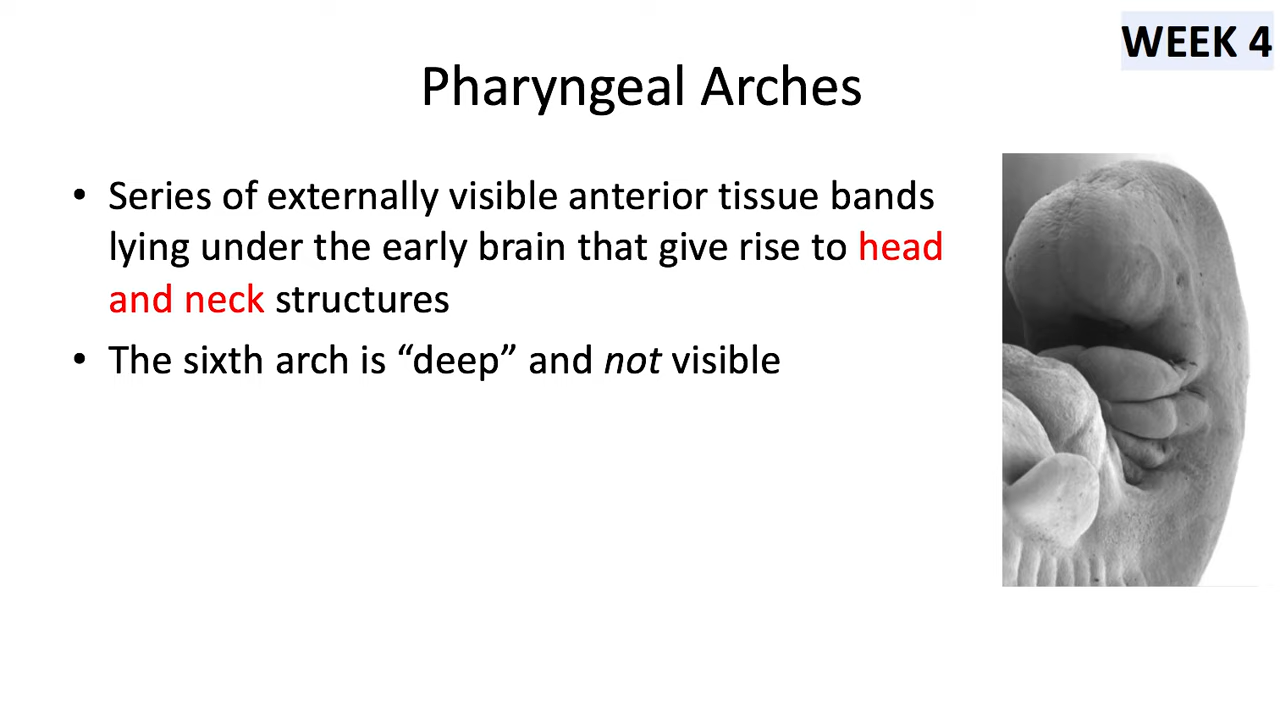 WEEK 4
Pharyngeal Arches
• Series of externally visible anterior tissue bands
lying under the early brain that give rise to head
and neck structures
• The sixth arch is “deep” and not visible